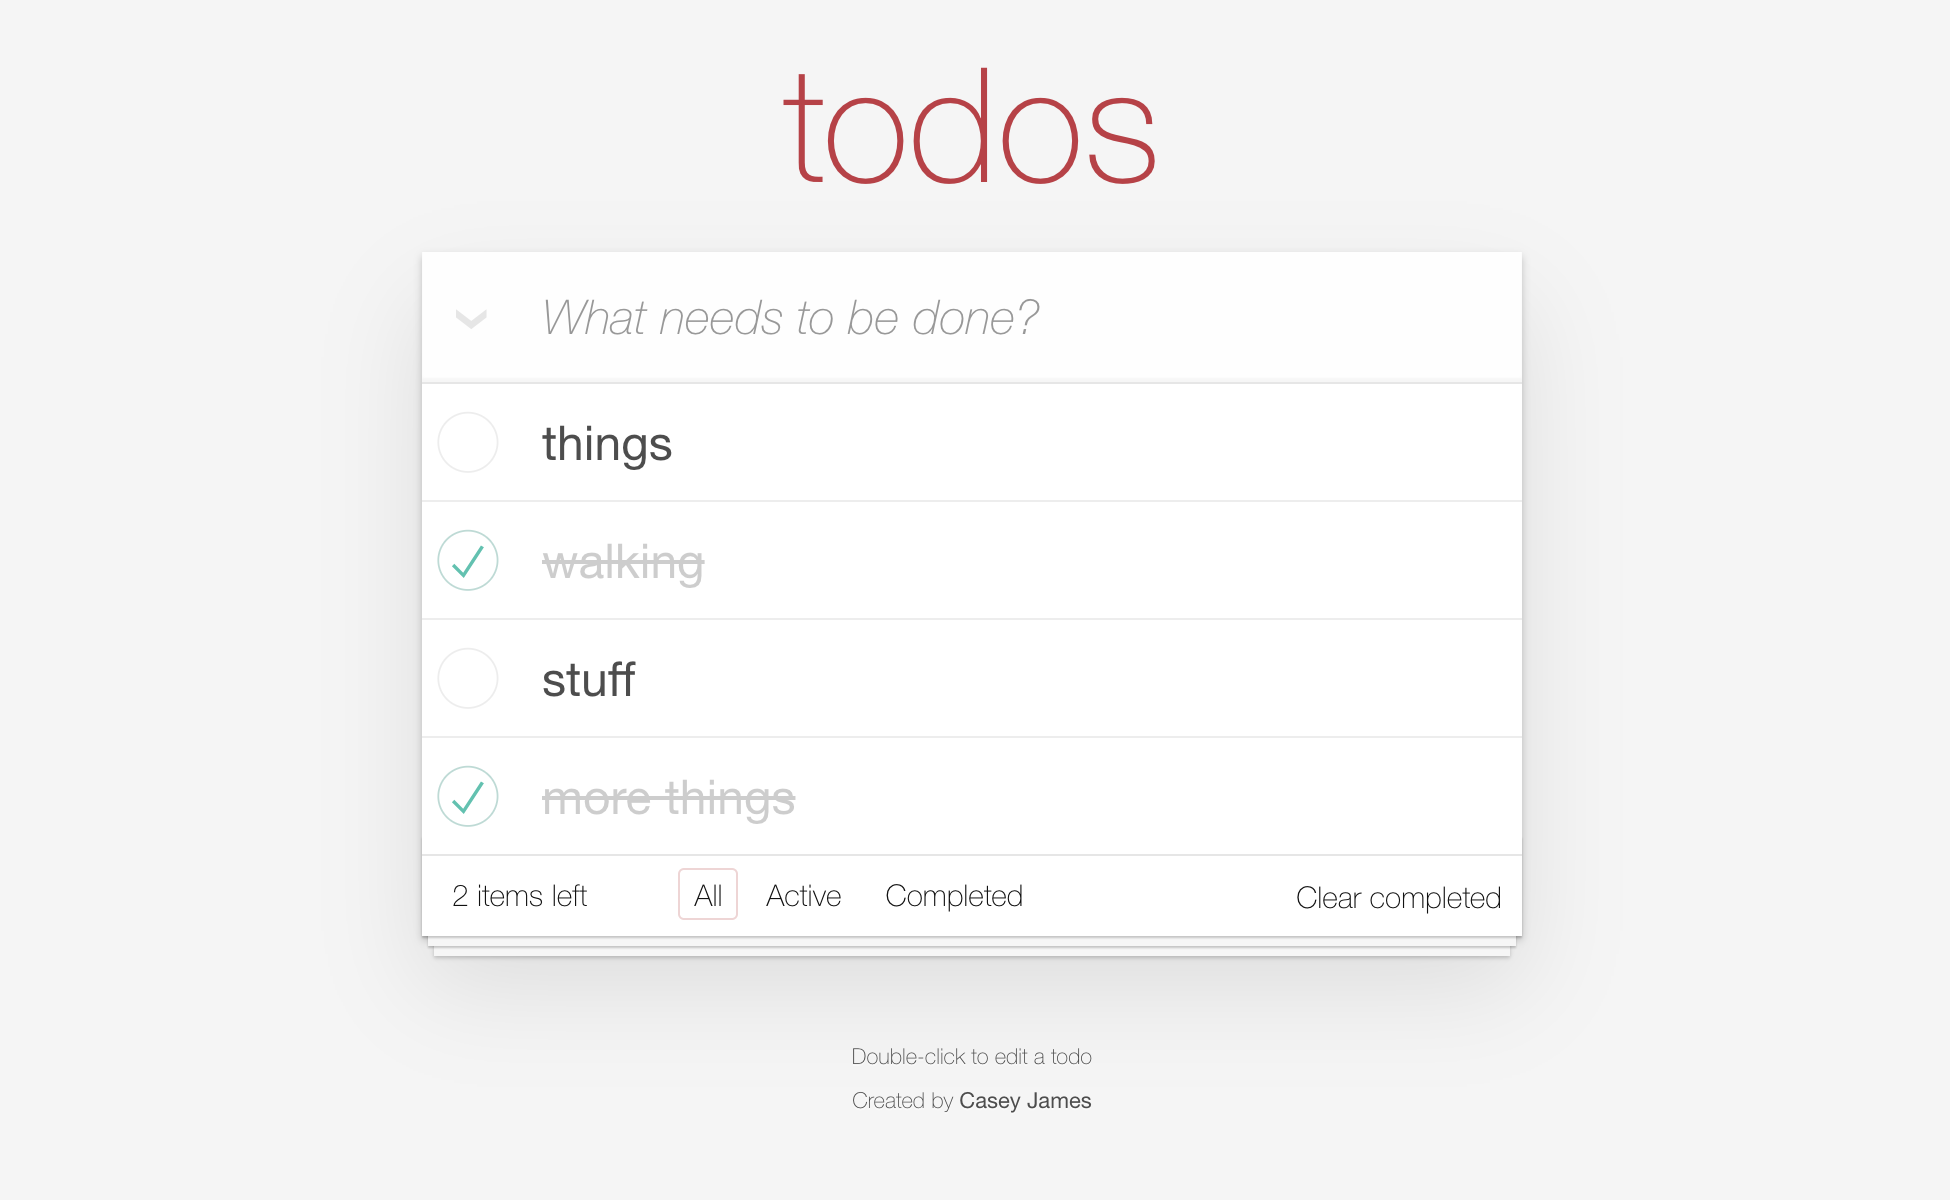 todos
What needs to be done?
things
walking
stuff
more things
2 items left All Active Completed Clear completed
Double-click to edit a todo
Created by Casey James